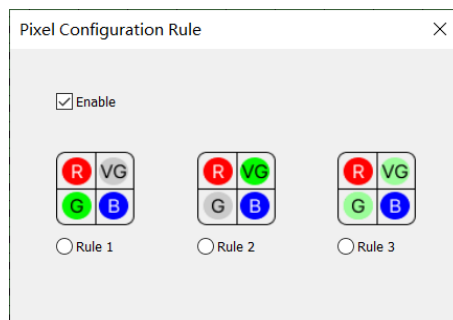 Pixel Configuration Rule
Enable
R VG R VG R VG
G B G B G B
Rule 1 Rule 2 Rule 3